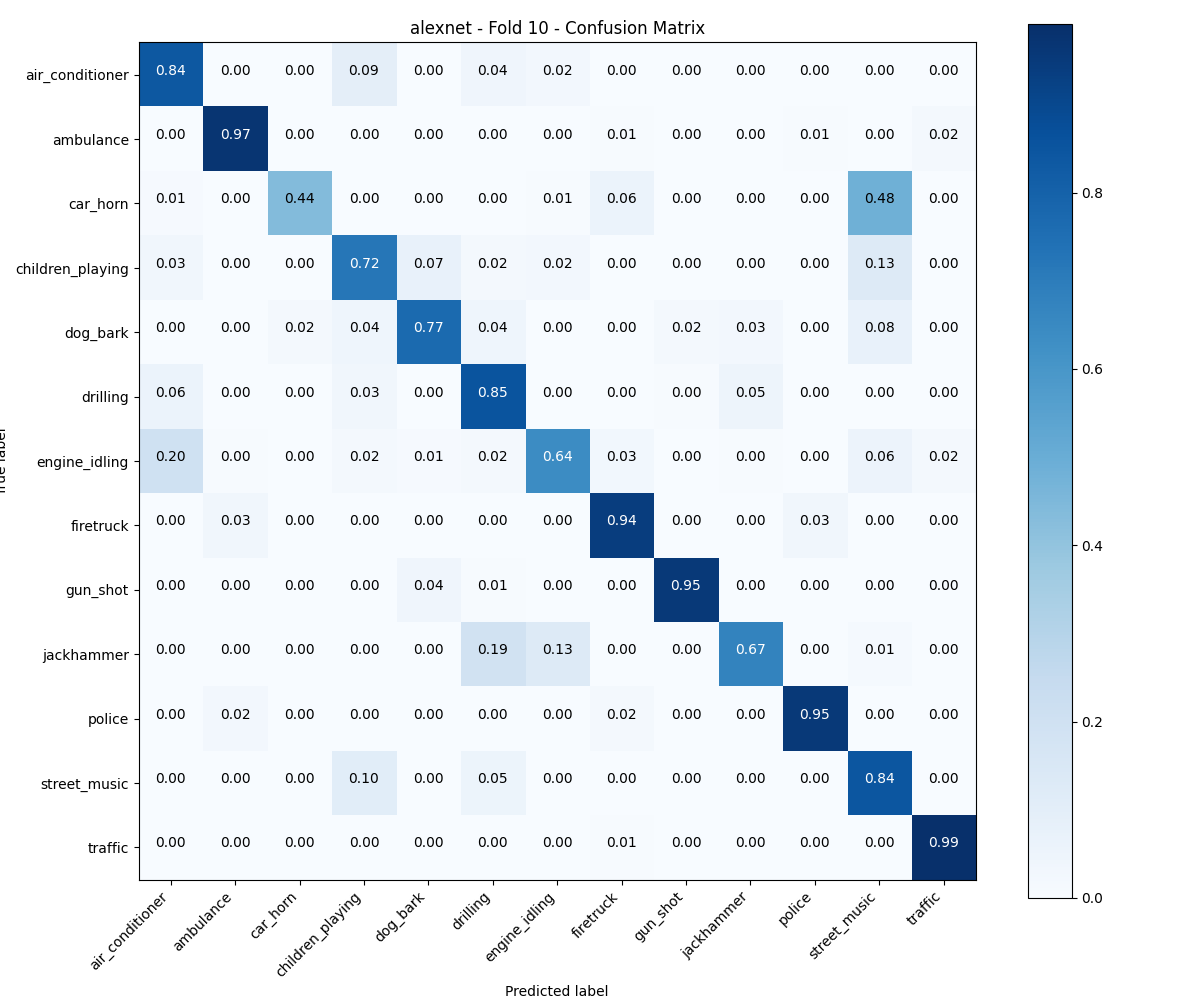 alexnet - Fold 10 - Confusion Matrix
air_conditioner 0.84 0.00 0.00 0.09 0.00 0.04 0.02 0.00 0.00 0.00 0.00 0.00 0.00
ambulance 0.00 0.97 0.00 0.00 0.00 0.00 0.00 0.01 0.00 0.00 0.01 0.00 0.02
car_horn 0.01 0.00 0.44 0.00 0.00 0.00 0.01 0.06 0.00 0.00 0.00 0.48 0.00
children_playing 0.03 0.00 0.00 0.72 0.07 0.02 0.02 0.00 0.00 0.00 0.00 0.13 0.00
dog_bark 0.00 0.00 0.02 0.04 0.77 0.04 0.00 0.00 0.02 0.03 0.00 0.08 0.00
drilling 0.06 0.00 0.00 0.03 0.00 0.85 0.00 0.00 0.00 0.05 0.00 0.00 0.00
engine_idling 0.20 0.00 0.00 0.02 0.01 0.02 0.64 0.03 0.00 0.00 0.00 0.06 0.02
firetruck 0.00 0.03 0.00 0.00 0.00 0.00 0.00 0.94 0.00 0.00 0.03 0.00 0.00
gun_shot 0.00 0.00 0.00 0.00 0.04 0.01 0.00 0.00 0.95 0.00 0.00 0.00 0.00
jackhammer 0.00 0.00 0.00 0.00 0.00 0.19 0.13 0.00 0.00 0.67 0.00 0.01 0.00
police 0.00 0.02 0.00 0.00 0.00 0.00 0.00 0.02 0.00 0.00 0.95 0.00 0.00
street_music 0.00 0.00 0.00 0.10 0.00 0.05 0.00 0.00 0.00 0.00 0.00 0.84 0.00
traffic 0.00 0.00 0.00 0.00 0.00 0.00 0.00 0.01 0.00 0.00 0.00 0.00 0.99
air_conditioner ambulance car_horn children_playing dog_bark drilling engine_idling firetruck gun_shot jackhammer police street_music traffic
Predicted label
label
0.8
0.6
0.4
0.2
0.0